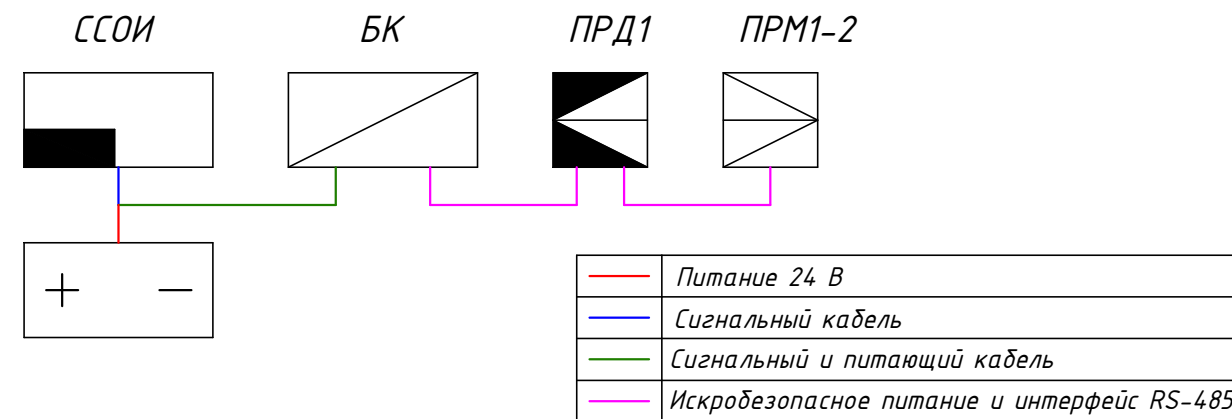 ССОИ БК ПРД1 ПРМ1-2
+ −
Питание 24 В
Сигнальный кабель
Сигнальный и питающий кабель
Искробезопасное питание и интерфейс RS-485